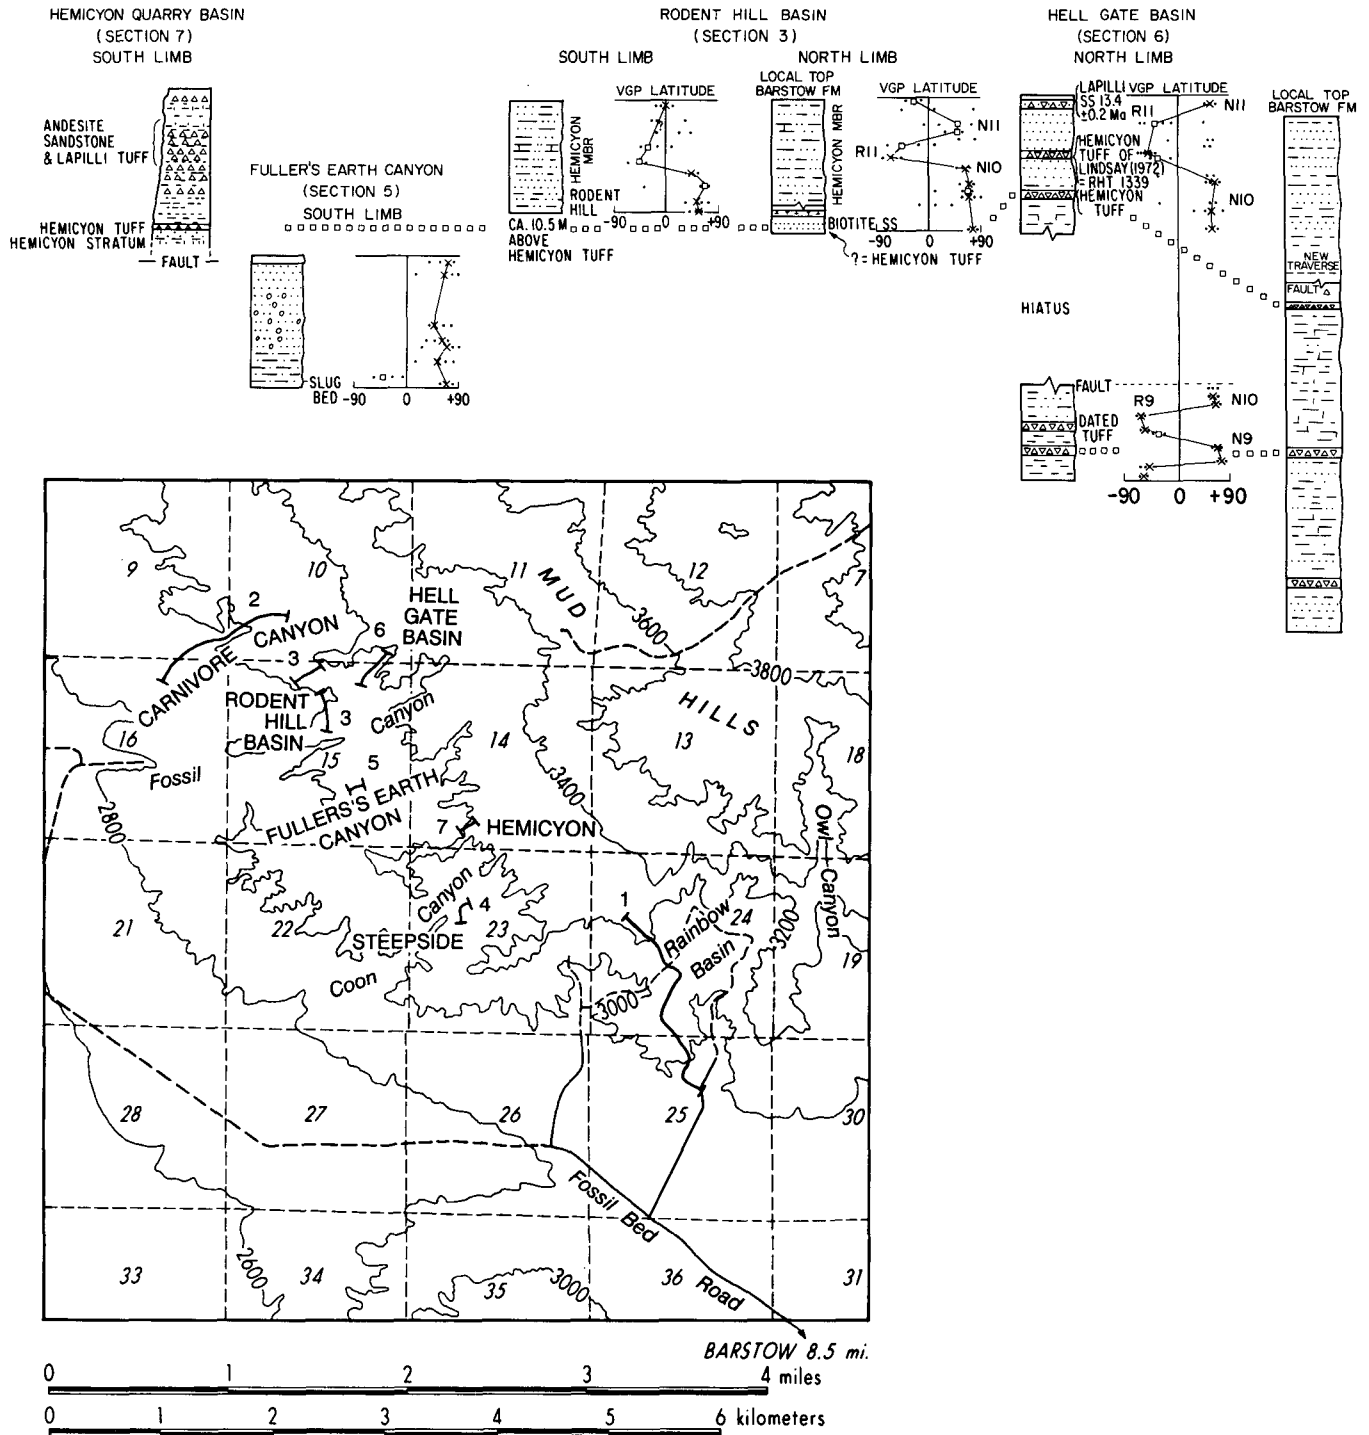 HEMICYON QUARRY BASIN
(SECTION 7)
SOUTH LIMB
ANDESITE
SANDSTONE
& LAPILLI TUFF
HEMICYON TUFF
HEMICYON STRATUM
FAULT
FULLER'S EARTH CANYON
(SECTION 5)
SOUTH LIMB
SLUG
BED
-90 0 +90
RODENT HILL BASIN
(SECTION 3)
SOUTH LIMB
VGP LATITUDE
HEMICYON
MBR
RODENT
HILL
-90 0 +90
CA. 10.5 M
ABOVE
HEMICYON TUFF
NORTH LIMB
LOCAL TOP
BARSTOW FM
HEMICYON MBR
VGP LATITUDE
N11
R11
N10
BIOTITE SS
-90 0 +90
? = HEMICYON TUFF
HELL GATE BASIN
(SECTION 6)
NORTH LIMB
LAPILLI
SS 13.4
±0.2 Ma
VGP LATITUDE
R11
N11
HEMICYON
TUFF OF
LINDSAY (1972)
= RHT 1339
HEMICYON
TUFF
N10
HIATUS
FAULT
R9
N10
DATED
TUFF
N9
-90 0 +90
LOCAL TOP
BARSTOW FM
NEW
TRAVERSE
FAULT
9
10
11
12
7
MUD
HILLS
2
CARNIVORE CANYON
HELL
GATE
BASIN
6
3
3600
3800
RODENT
HILL
BASIN
3
Canyon
16
15
14
13
18
Fossil
5
FULLERS'S EARTH
CANYON
2800
3400
Owl Canyon
7
HEMICYON
Canyon
4
1
Rainbow
Basin
24
3200
21
22
STEEPSIDE
23
19
Coon
3000
28
27
26
25
30
Fossil Bed Road
2600
33
34
35
3000
36
31
BARSTOW 8.5 mi.
0 1 2 3 4 miles
0 1 2 3 4 5 6 kilometers